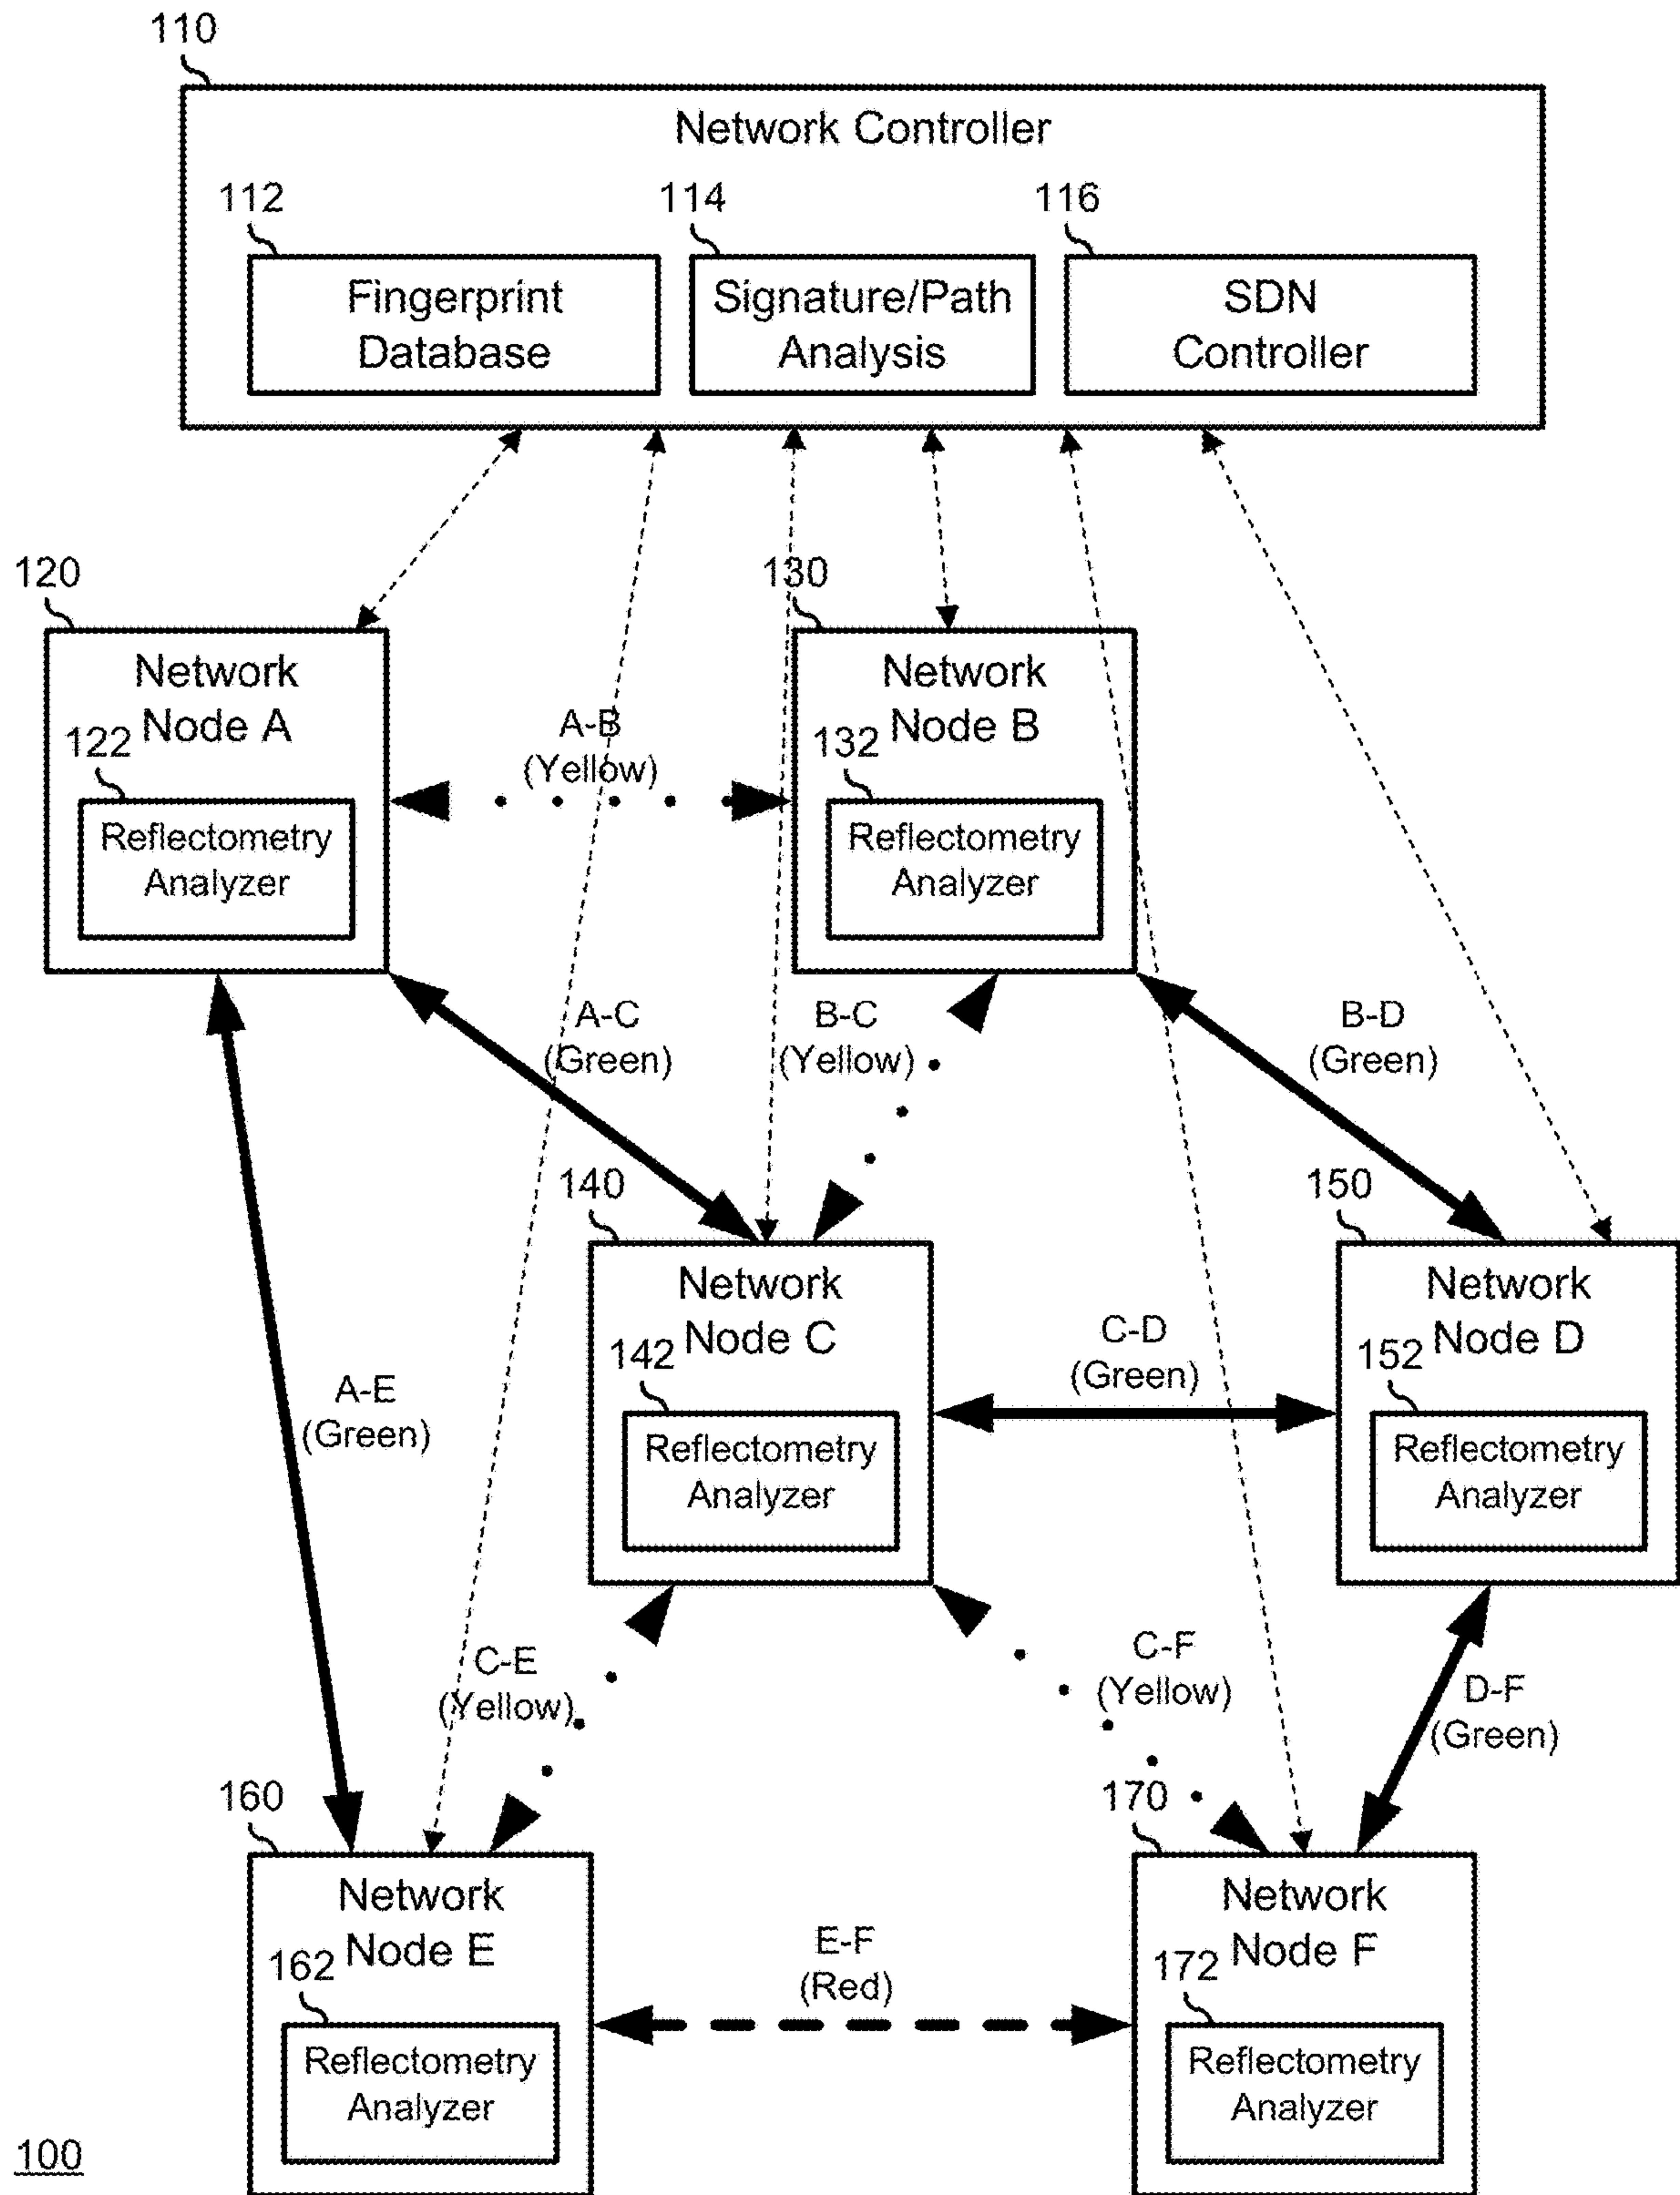 110
Network Controller
112
114
116
Fingerprint
Database
Signature/Path
Analysis
SDN
Controller
120
130
Network
Node A
122
Reflectometry
Analyzer
A-B
(Yellow)
Network
Node B
132
Reflectometry
Analyzer
A-C
(Green)
B-C
(Yellow)
B-D
(Green)
140
150
A-E
(Green)
Network
Node C
142
Reflectometry
Analyzer
C-D
(Green)
Network
Node D
152
Reflectometry
Analyzer
C-E
(Yellow)
C-F
(Yellow)
D-F
(Green)
160
170
Network
Node E
162
Reflectometry
Analyzer
E-F
(Red)
Network
Node F
172
Reflectometry
Analyzer
100